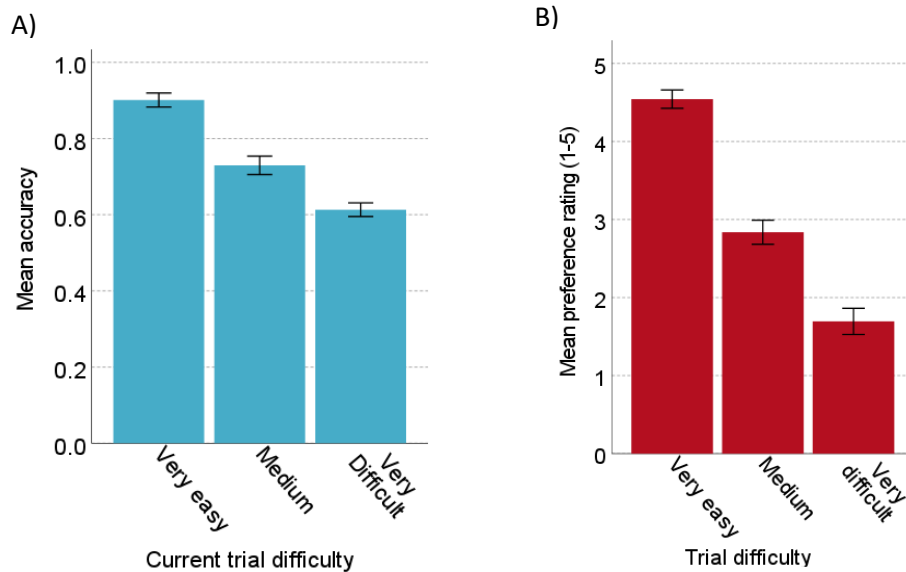 A)
Mean accuracy
1.0
0.8
0.6
0.4
0.2
0.0
Very easy
Medium
Very
Difficult
Current trial difficulty
B)
Mean preference rating (1-5)
5
4
3
2
1
0
Very easy
Medium
Very
difficult
Trial difficulty